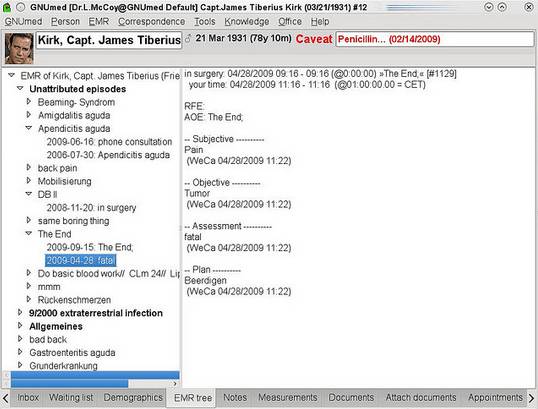 GNUmed [Dr.L.McCoy@GNUmed Default] Capt.James Tiberius Kirk (03/21/1931) #12
GNUmed Person EMR Correspondence Tools Knowledge Office Help
Kirk, Capt. James Tiberius ♂ 21 Mar 1931 (78y 10m) Caveat Penicillin... (02/14/2009)
EMR of Kirk, Capt. James Tiberius (Frie
Unattributed episodes
Beaming- Syndrom
Amigdalitis aguda
Apendicitis aguda
2009-06-16: phone consultation
2006-07-30: Apendicitis aguda
back pain
Mobilisierung
DB II
2008-11-20: in surgery
same boring thing
The End
2009-09-15: The End;
2009-04-28: fatal
Do basic blood work// CLm 24// Lip
mmm
Rückenschmerzen
9/2000 extraterrestrial infection
Allgemeines
bad back
Gastroenteritis aguda
Grunderkrankung
in surgery: 04/28/2009 09:16 - 09:16 (@0:00:00) »The End;« [#1129]
your time: 04/28/2009 11:16 - 11:16 (@01:00:00.00 = CET)
RFE:
AOE: The End;
-- Subjective ----------
Pain
(WeCa 04/28/2009 11:22)
-- Objective ----------
Tumor
(WeCa 04/28/2009 11:22)
-- Assessment ----------
fatal
(WeCa 04/28/2009 11:22)
-- Plan ----------
Beerdigen
(WeCa 04/28/2009 11:22)
Inbox Waiting list Demographics EMR tree Notes Measurements Documents Attach documents Appointments